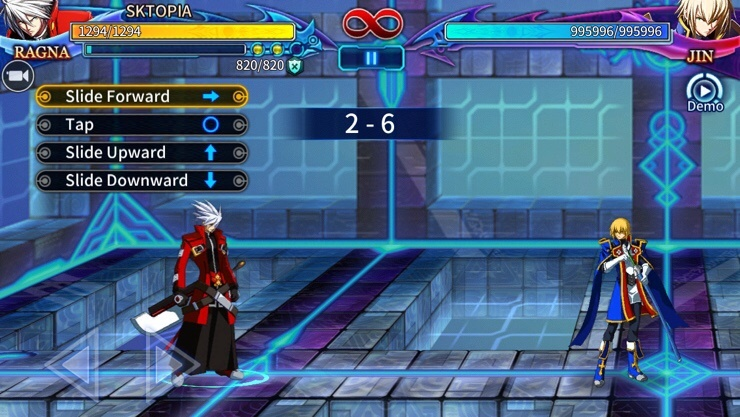 SKTOPIA
1294/1294
995996/995996
RAGNA
JIN
820/820
Slide Forward
Demo
Tap
2 - 6
Slide Upward
Slide Downward